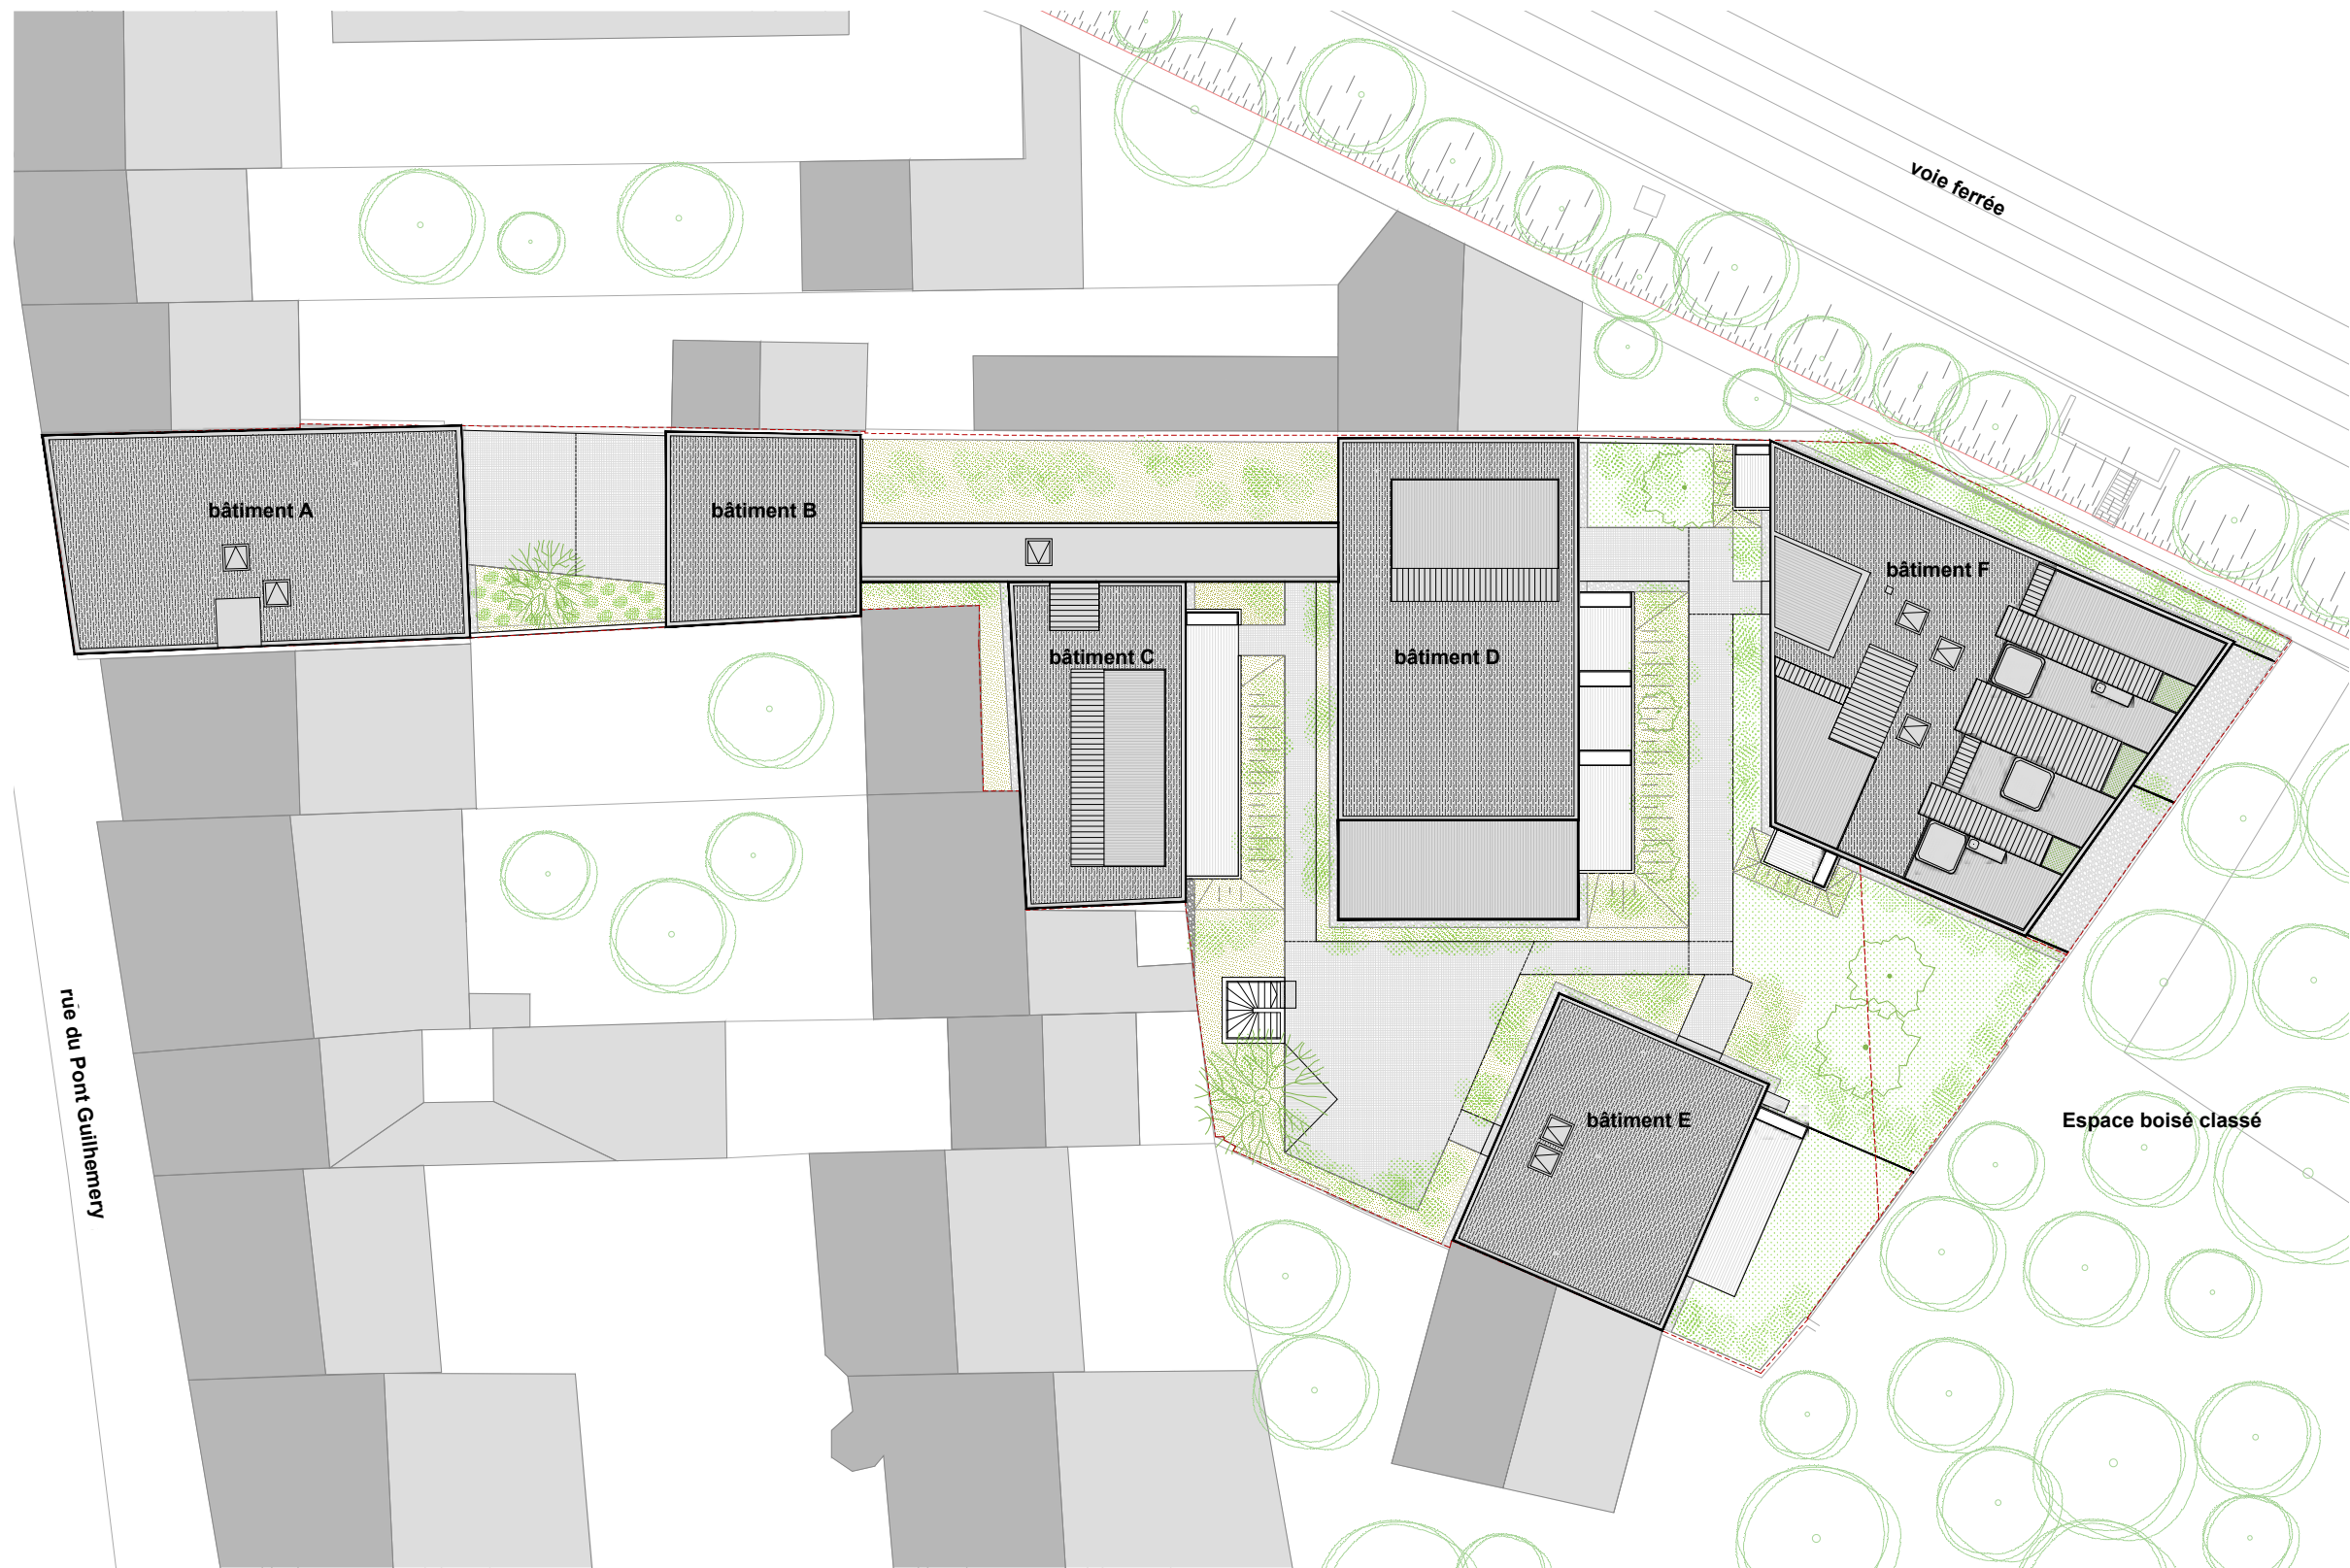 voie ferrée
bâtiment A
bâtiment B
bâtiment F
bâtiment C
bâtiment D
rue du Pont Guilhemery
bâtiment E
Espace boisé classé